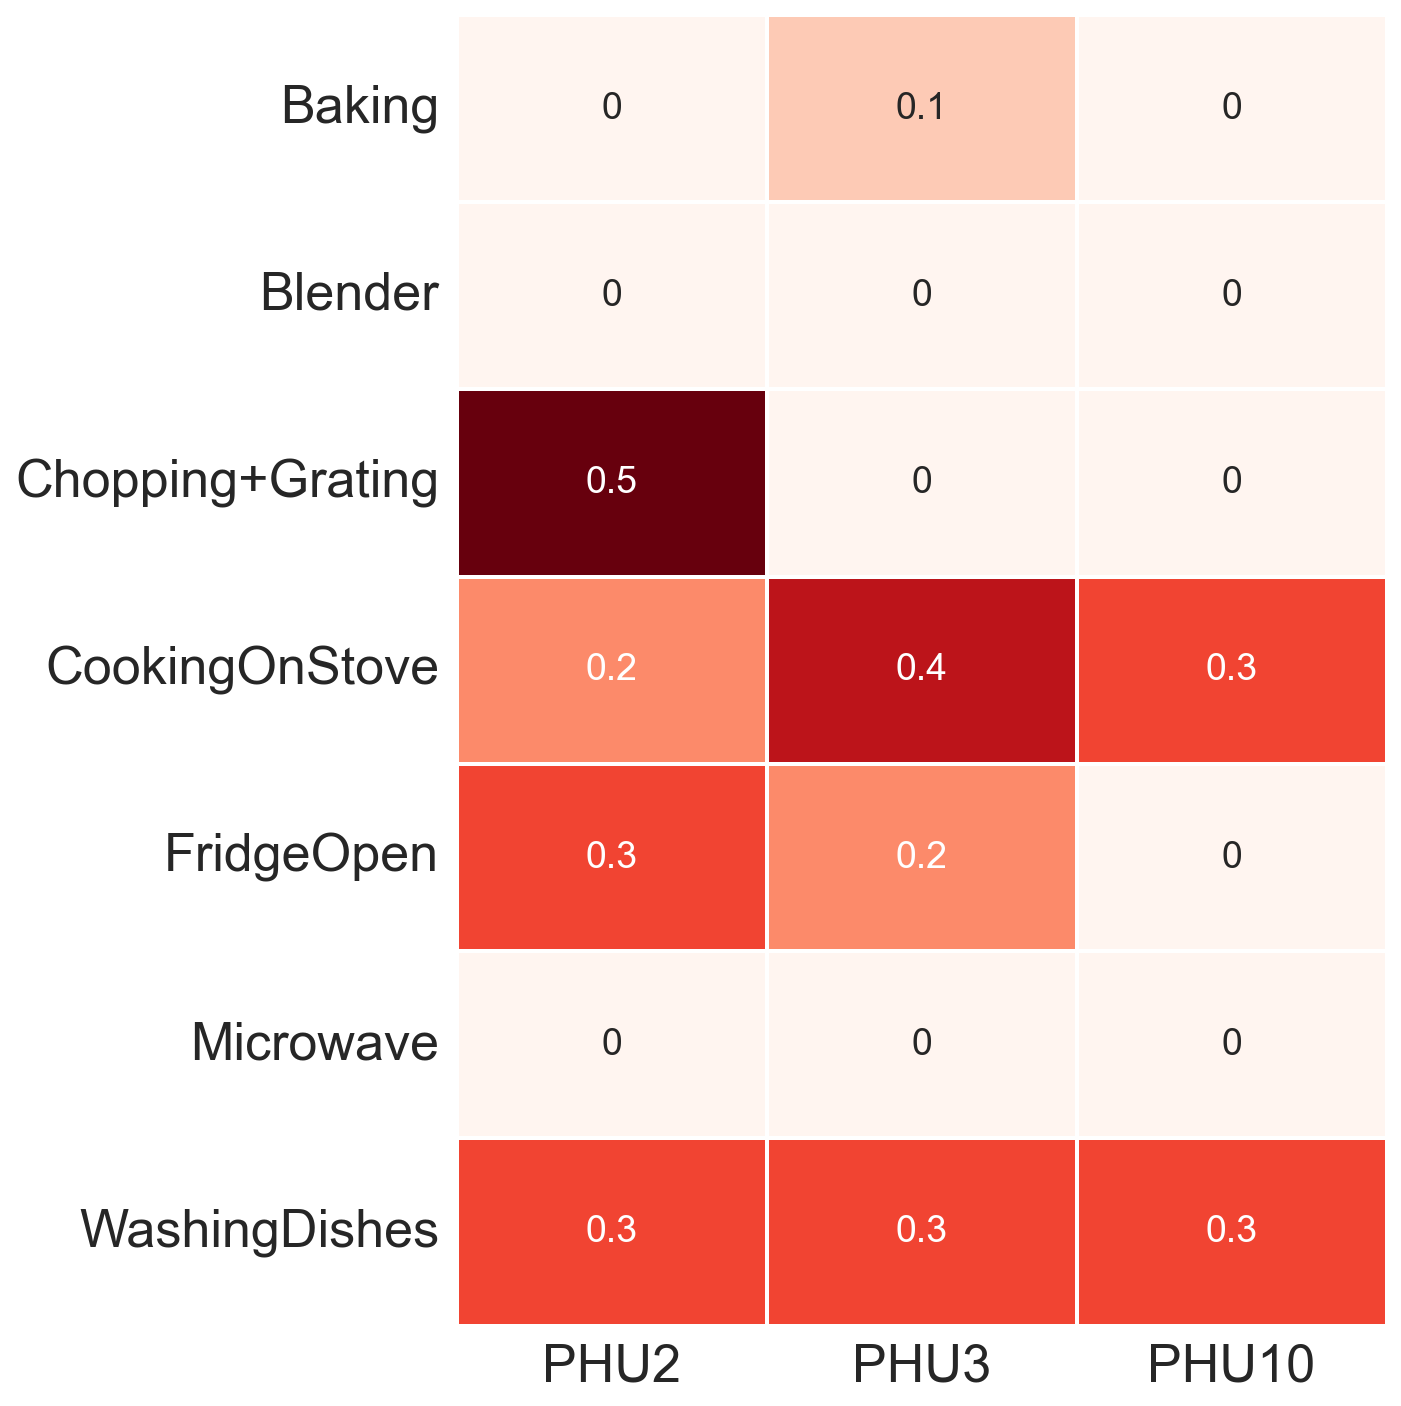 Baking 0 0.1 0
Blender 0 0 0
Chopping+Grating 0.5 0 0
CookingOnStove 0.2 0.4 0.3
FridgeOpen 0.3 0.2 0
Microwave 0 0 0
WashingDishes 0.3 0.3 0.3
PHU2 PHU3 PHU10